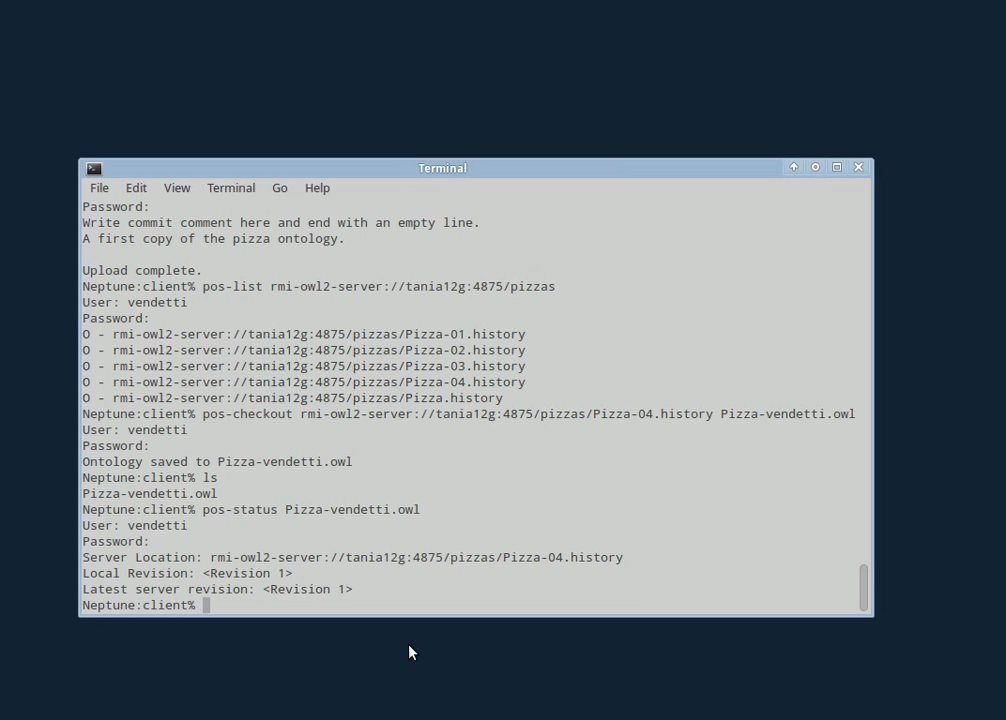 Terminal
File Edit View Terminal Go Help
Password:
Write commit comment here and end with an empty line.
A first copy of the pizza ontology.
Upload complete.
Neptune:client% pos-list rmi-owl2-server://tania12g:4875/pizzas
User: vendetti
Password:
O - rmi-owl2-server://tania12g:4875/pizzas/Pizza-01.history
O - rmi-owl2-server://tania12g:4875/pizzas/Pizza-02.history
O - rmi-owl2-server://tania12g:4875/pizzas/Pizza-03.history
O - rmi-owl2-server://tania12g:4875/pizzas/Pizza-04.history
O - rmi-owl2-server://tania12g:4875/pizzas/Pizza.history
Neptune:client% pos-checkout rmi-owl2-server://tania12g:4875/pizzas/Pizza-04.history Pizza-vendetti.owl
User: vendetti
Password:
Ontology saved to Pizza-vendetti.owl
Neptune:client% ls
Pizza-vendetti.owl
Neptune:client% pos-status Pizza-vendetti.owl
User: vendetti
Password:
Server Location: rmi-owl2-server://tania12g:4875/pizzas/Pizza-04.history
Local Revision: <Revision 1>
Latest server revision: <Revision 1>
Neptune:client%